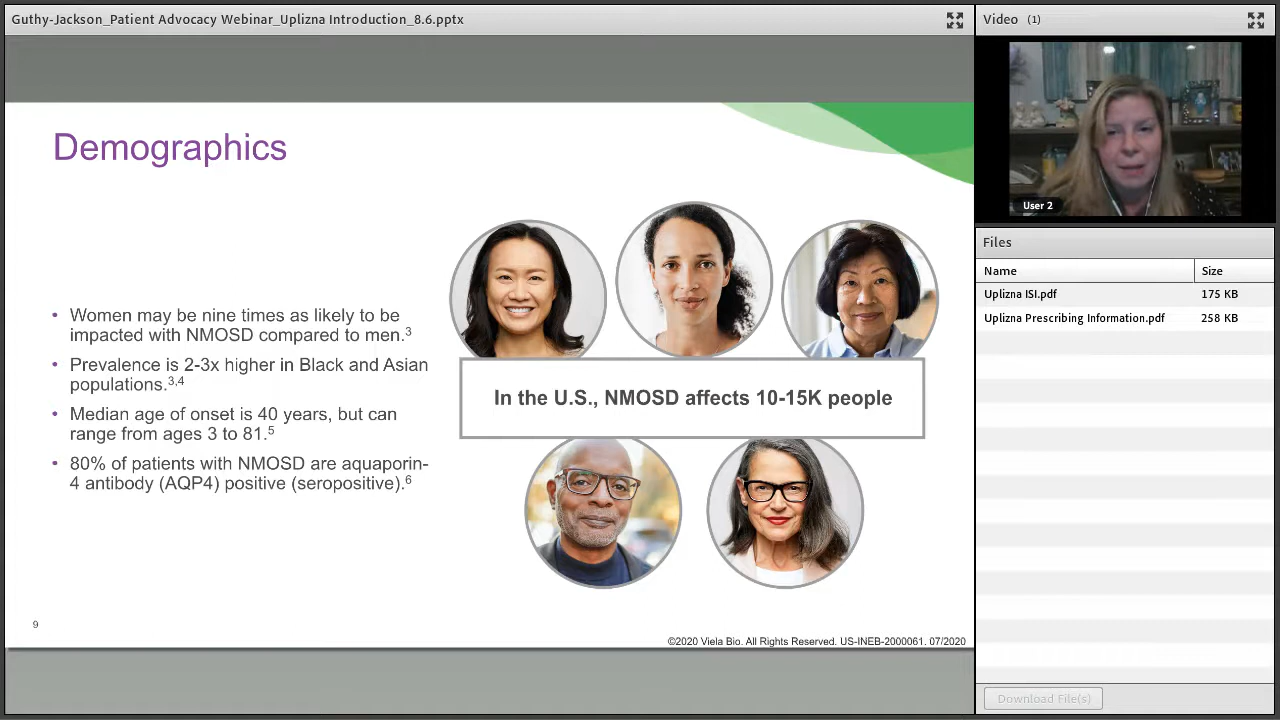 Guthy-Jackson_Patient Advocacy Webinar_Uplizna Introduction_8.6.pptx
Demographics
• Women may be nine times as likely to be
impacted with NMOSD compared to men.3
• Prevalence is 2-3x higher in Black and Asian
populations.3,4
• Median age of onset is 40 years, but can
range from ages 3 to 81.5
• 80% of patients with NMOSD are aquaporin-
4 antibody (AQP4) positive (seropositive).6
In the U.S., NMOSD affects 10-15K people
9
©2020 Viela Bio. All Rights Reserved. US-INEB-2000061. 07/2020
Video (1)
User 2
Files
Name Size
Uplizna ISI.pdf 175 KB
Uplizna Prescribing Information.pdf 258 KB
Download File(s)